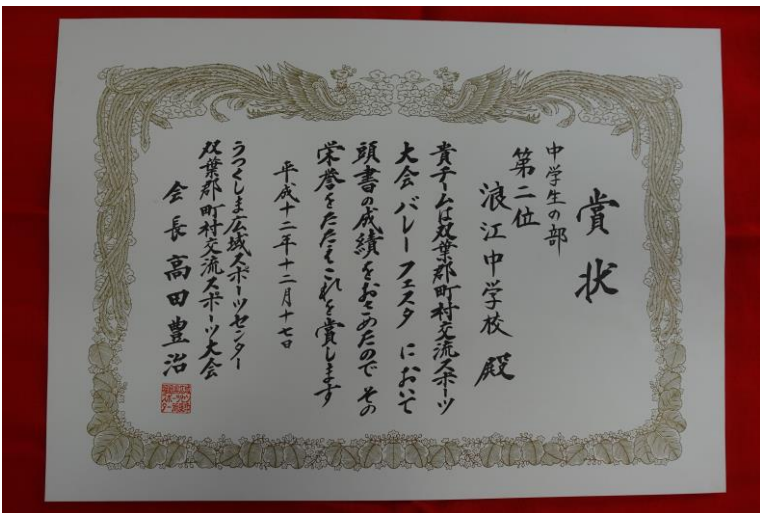 賞状
中学生の部
第二位
浪江中学校 殿
貴チームは双葉郡町村交流スポーツ
大会 バレーフェスタ において
頭書の成績をおさめたので その
栄誉をたたえこれを賞します
平成十二年十二月十七日
うつくしま広域スポーツセンター
双葉郡町村交流スポーツ大会
会長 高田豊治